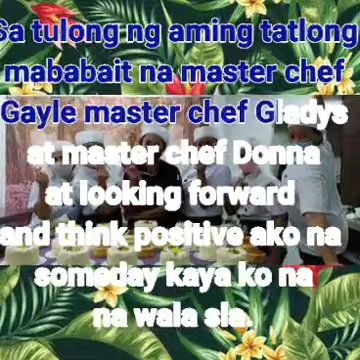 Sa tulong ng aming tatlong
mababait na master chef
Gayle master chef Gladys
at master chef Donna
at looking forward
and think positive ako na
someday kaya ko na
na wala sla.